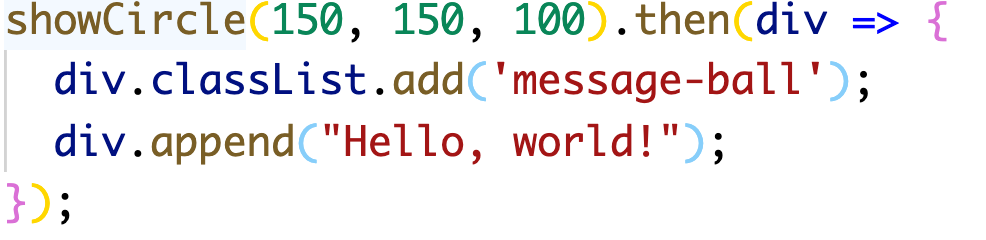 showCircle(150, 150, 100).then(div => {
  div.classList.add('message-ball');
  div.append("Hello, world!");
});